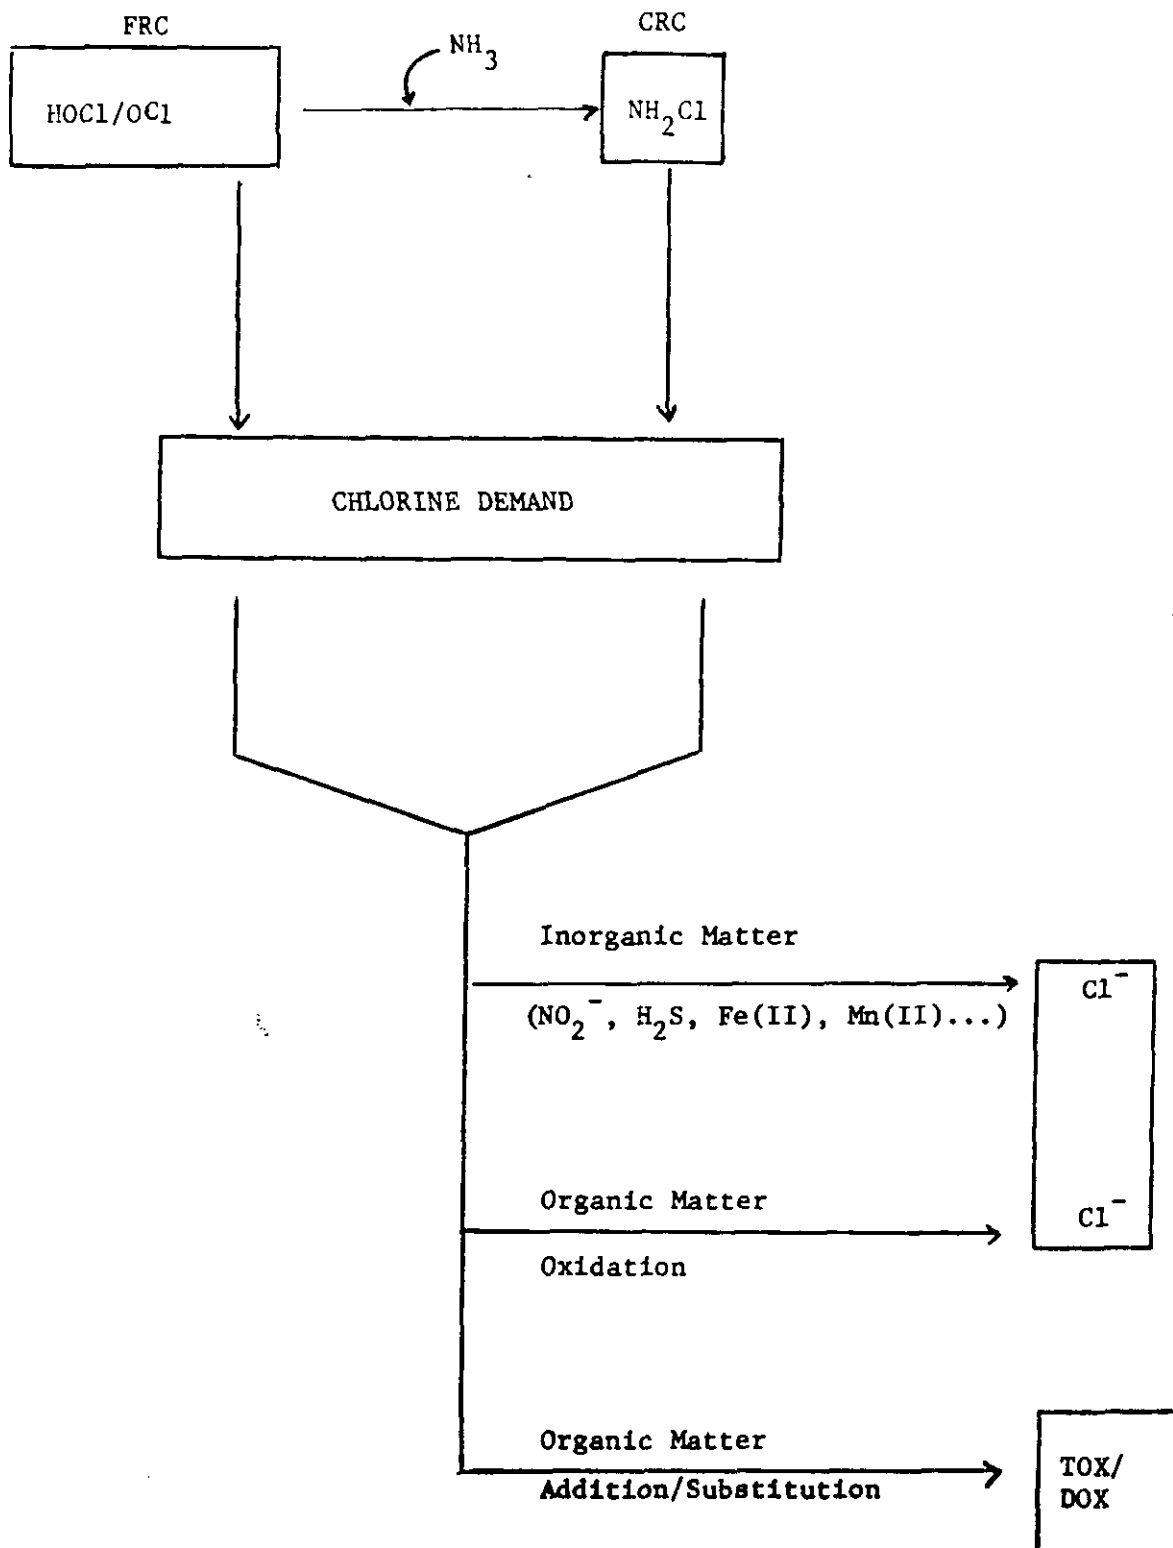 FRC
CRC
NH3
HOCl/OCl
NH2Cl
CHLORINE DEMAND
Inorganic Matter
Cl-
(NO2-, H2S, Fe(II), Mn(II)...)
Organic Matter
Cl-
Oxidation
Organic Matter
TOX/
Addition/Substitution
DOX